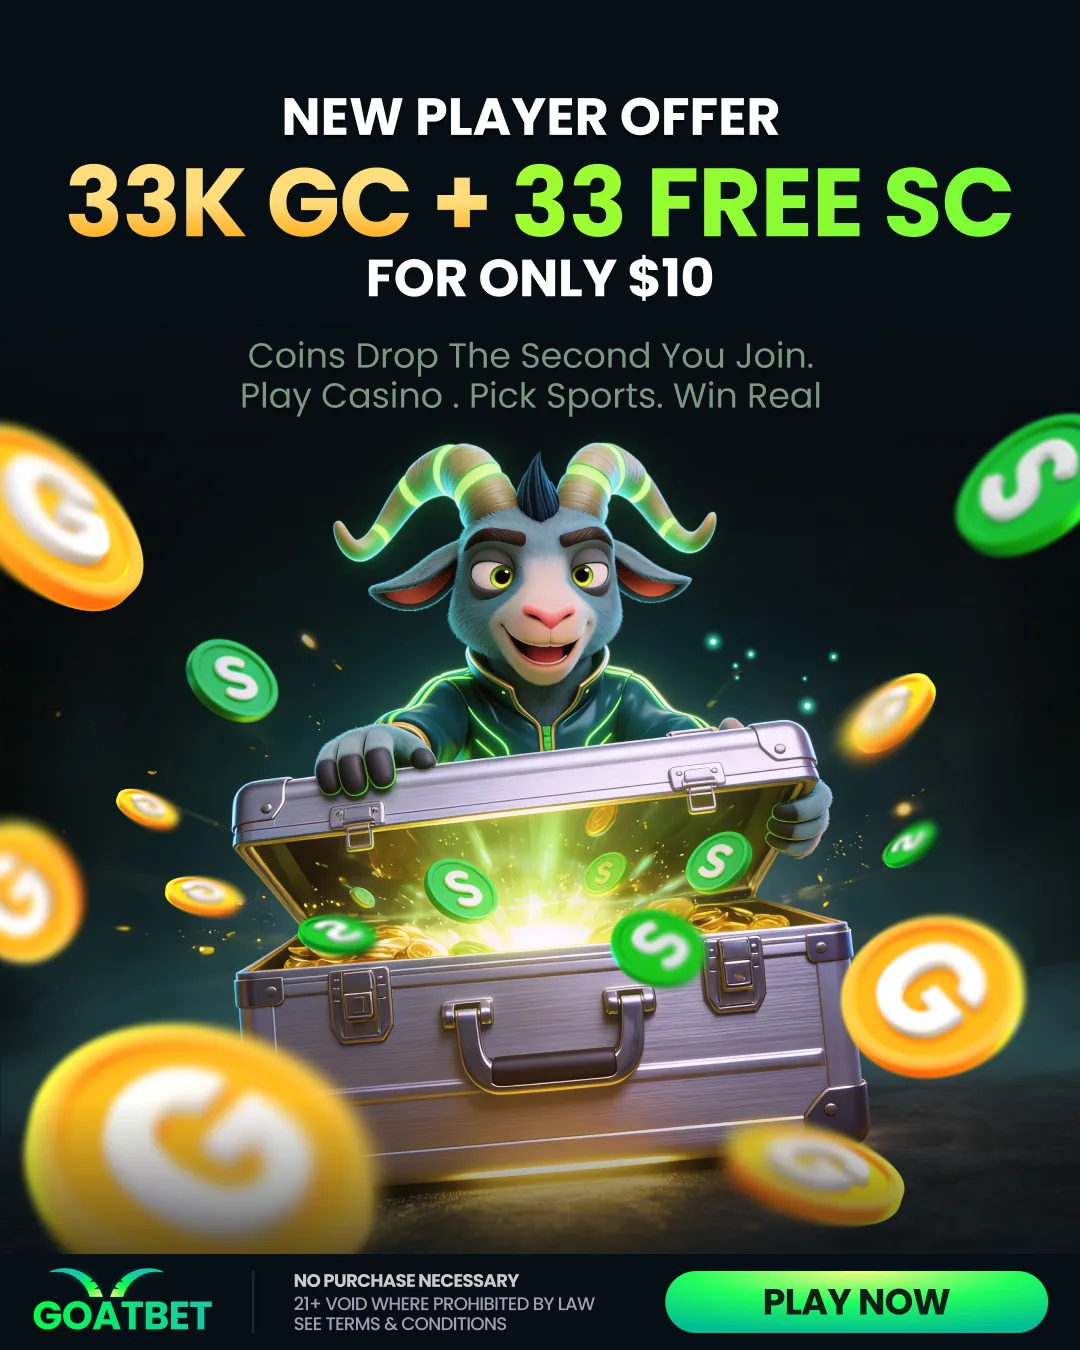 NEW PLAYER OFFER
33K GC + 33 FREE SC
FOR ONLY $10
Coins Drop The Second You Join.
Play Casino . Pick Sports. Win Real
G
S
S
G
G
G
S
S
S
S
G
G
G
G
GOATBET
NO PURCHASE NECESSARY
21+ VOID WHERE PROHIBITED BY LAW
SEE TERMS & CONDITIONS
PLAY NOW